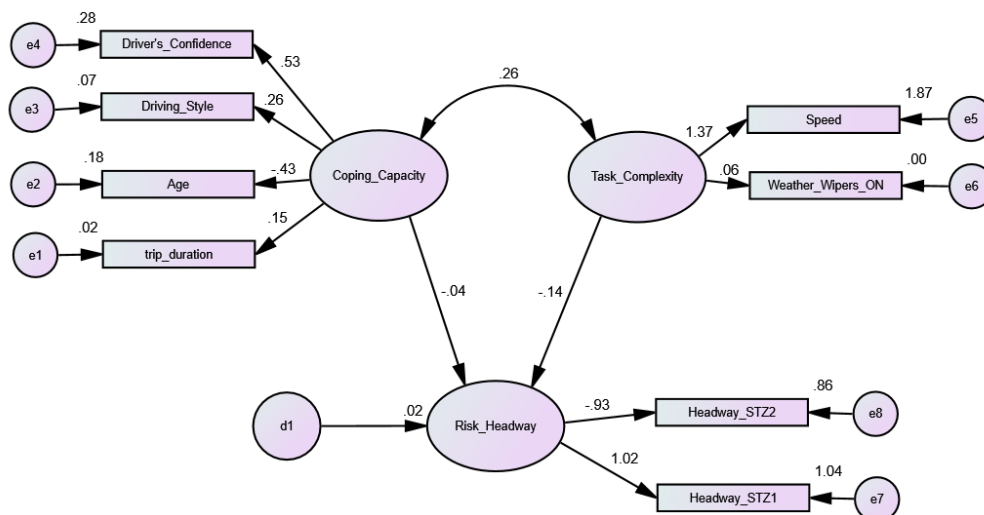 .28
e4
Driver's_Confidence
.53
.07
e3
Driving_Style
.26
.18
e2
Age
-.43
.02
e1
trip_duration
.15
Coping_Capacity
.26
Task_Complexity
1.37
1.87
Speed
e5
.06
.00
Weather_Wipers_ON
e6
-.04
-.14
d1
.02
Risk_Headway
-.93
.86
Headway_STZ2
e8
1.02
1.04
Headway_STZ1
e7